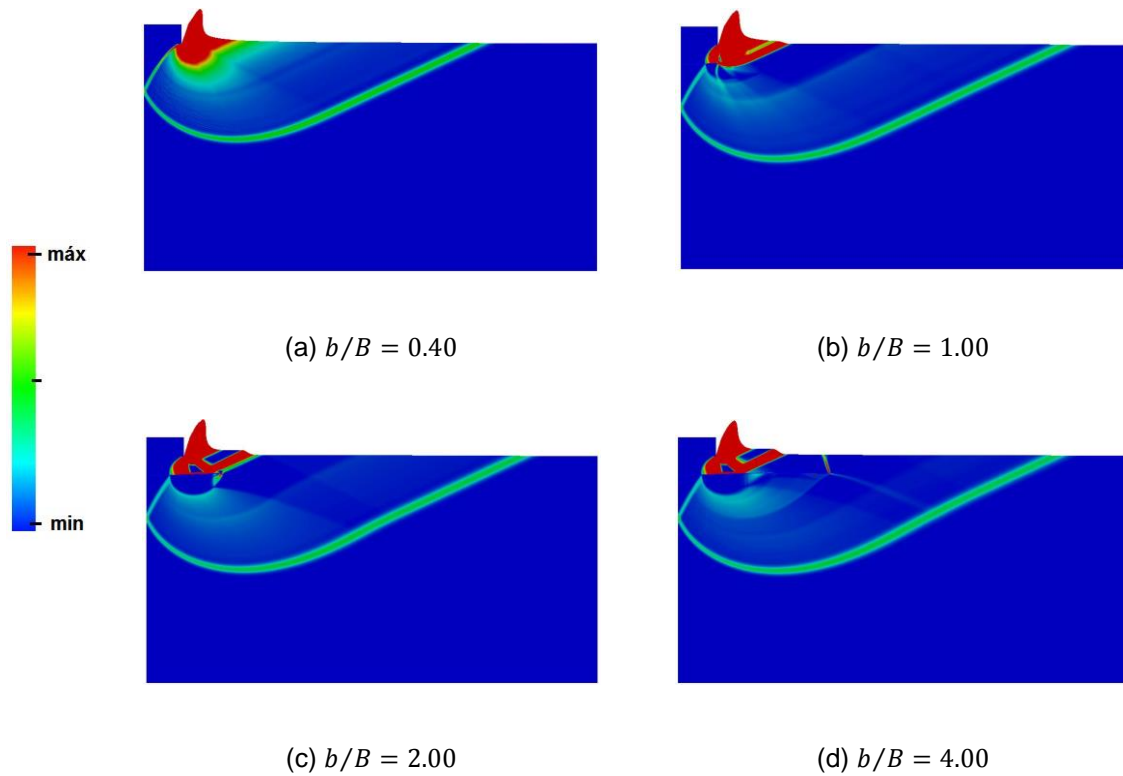 máx
min
(a) 𝑏/𝐵 = 0.40
(b) 𝑏/𝐵 = 1.00
(c) 𝑏/𝐵 = 2.00
(d) 𝑏/𝐵 = 4.00